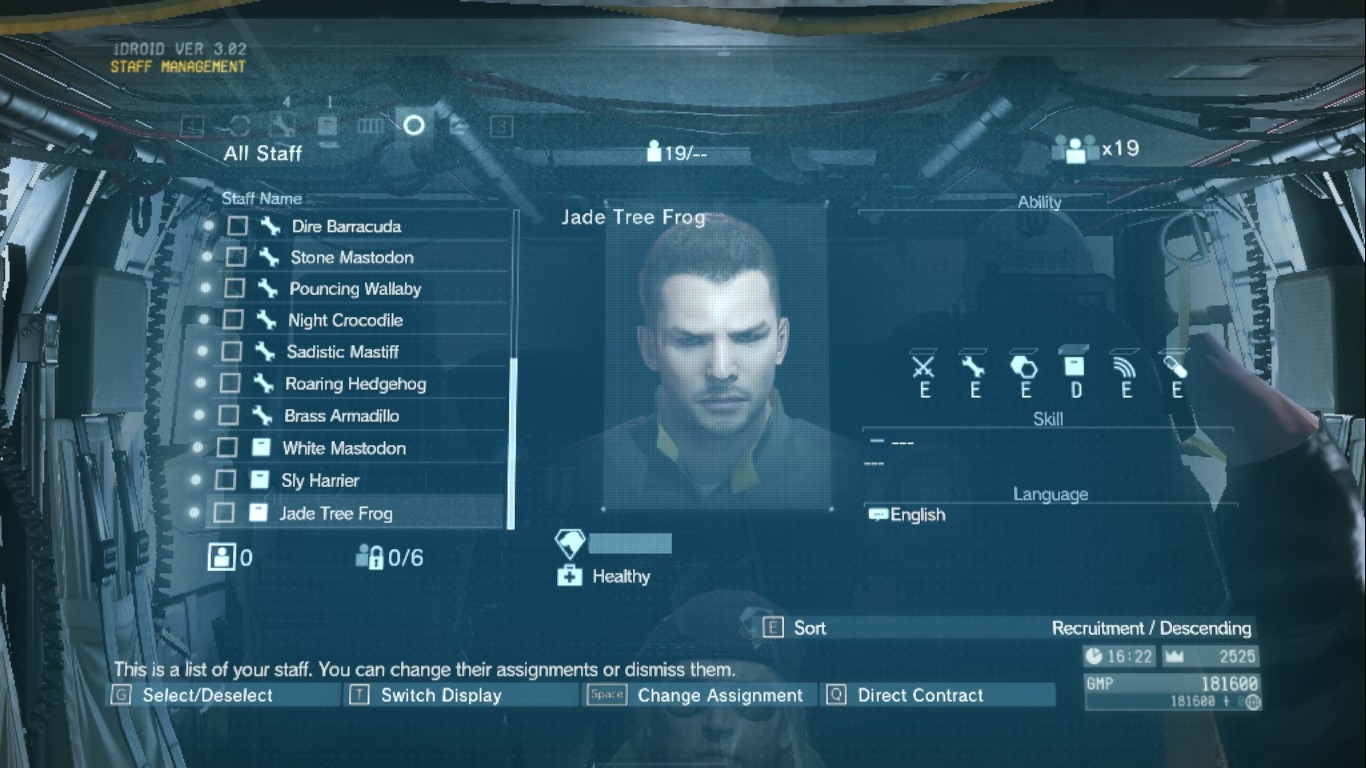 iDROID VER 3.02
STAFF MANAGEMENT
4 1
1 3
All Staff
19/--
x19
Staff Name
Dire Barracuda
Stone Mastodon
Pouncing Wallaby
Night Crocodile
Sadistic Mastiff
Roaring Hedgehog
Brass Armadillo
White Mastodon
Sly Harrier
Jade Tree Frog
0
0/6
Jade Tree Frog
Healthy
Ability
E E E D E E
Skill
---
---
Language
English
E Sort
Recruitment / Descending
16:22
2525
GMP 181600
181600 + 0
This is a list of your staff. You can change their assignments or dismiss them.
G Select/Deselect T Switch Display Space Change Assignment Q Direct Contract